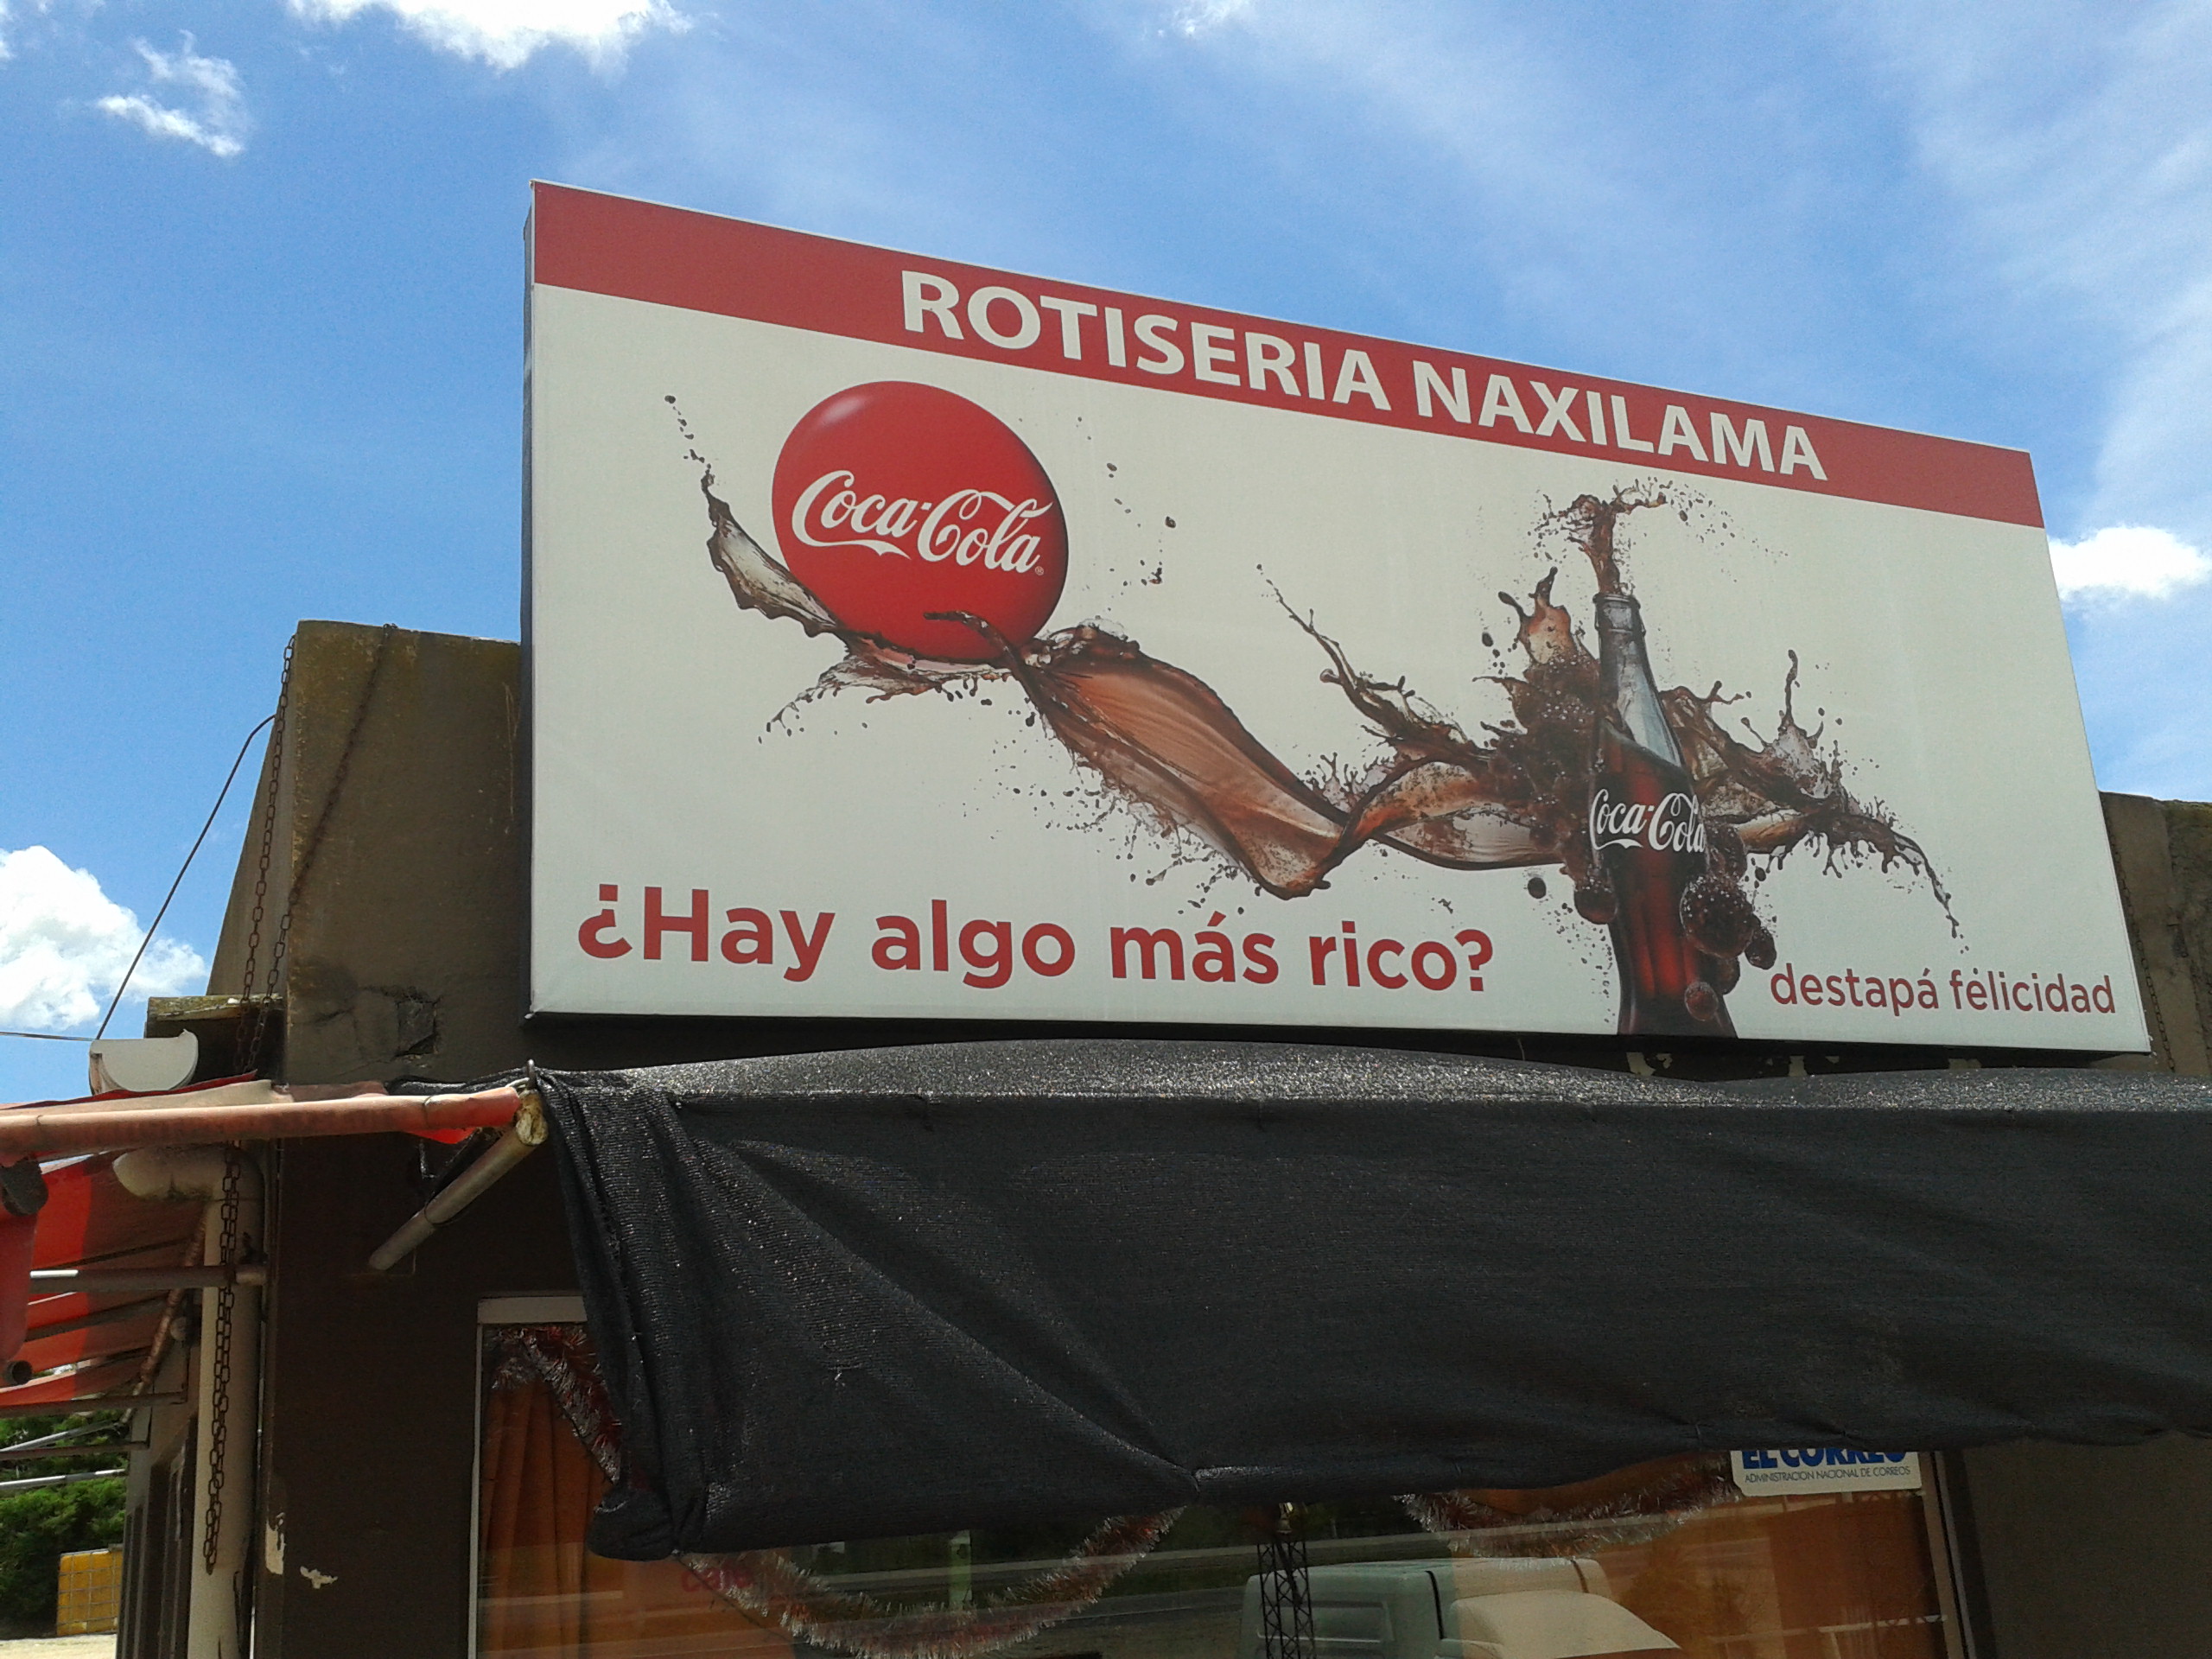 ROTISERIA NAXILAMA
Coca-Cola
Coca-Cola
¿Hay algo más rico?
destapá felicidad
EL CORREO
ADMINISTRACION NACIONAL DE CORREOS